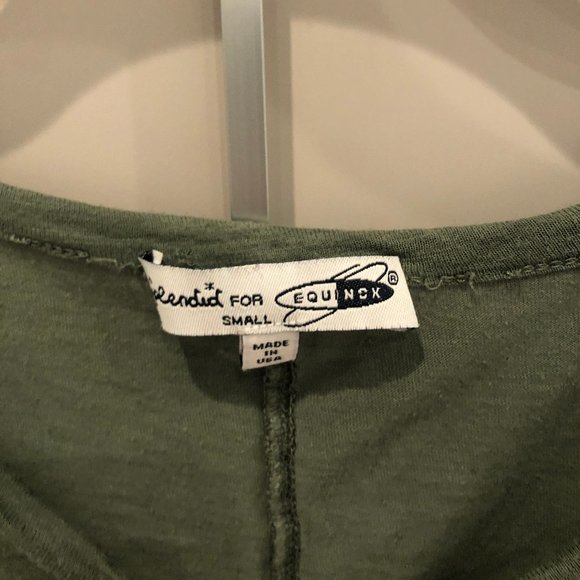 Splendid FOR EQUINOX ®
SMALL
MADE
IN
USA